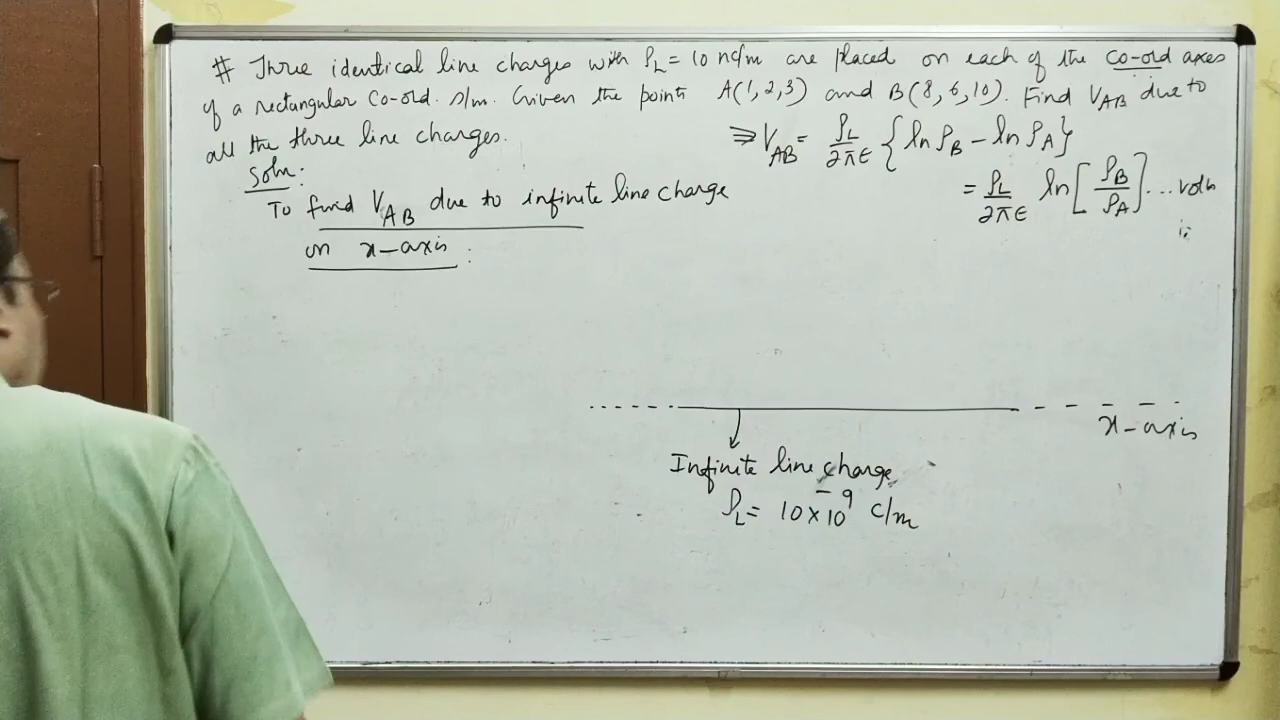 # Three identical line charges with ρL = 10 nc/m are placed on each of the co-old axes
of a rectangular co-old. s/m. Given the points A(1,2,3) and B(8,6,10). Find VAB due to
all the three line charges.
⇒ VAB = ρL/2πϵ {ln ρB – ln ρA}
= ρL/2πϵ ln[ρB/ρA]... volts
Soln:
To find VAB due to infinite line charge
on x-axis :
x-axis
Infinite line charge
ρL = 10×10⁻⁹ c/m